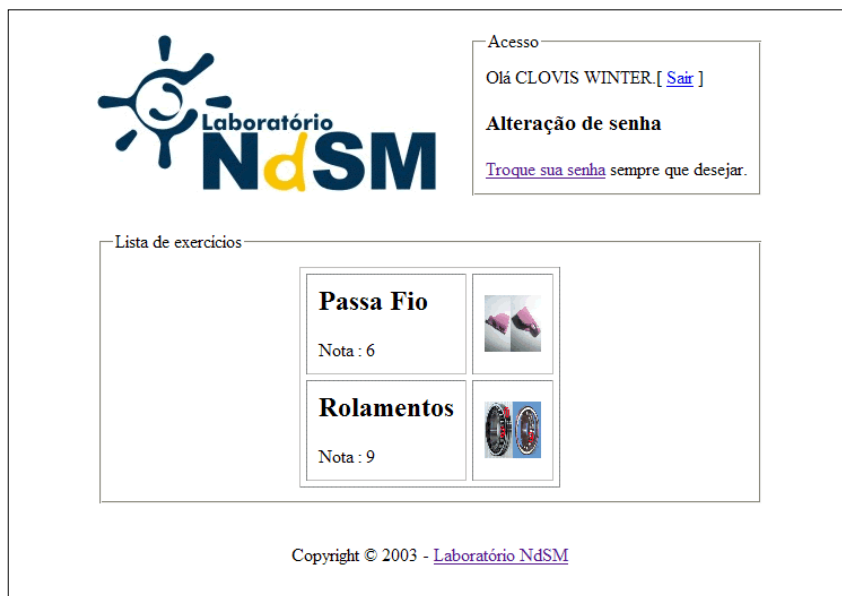 Laboratório
NdSM
Acesso
Olá CLOVIS WINTER.[ Sair ]
Alteração de senha
Troque sua senha sempre que desejar.
Lista de exercícios
Passa Fio
Nota : 6
Rolamentos
Nota : 9
Copyright © 2003 - Laboratório NdSM